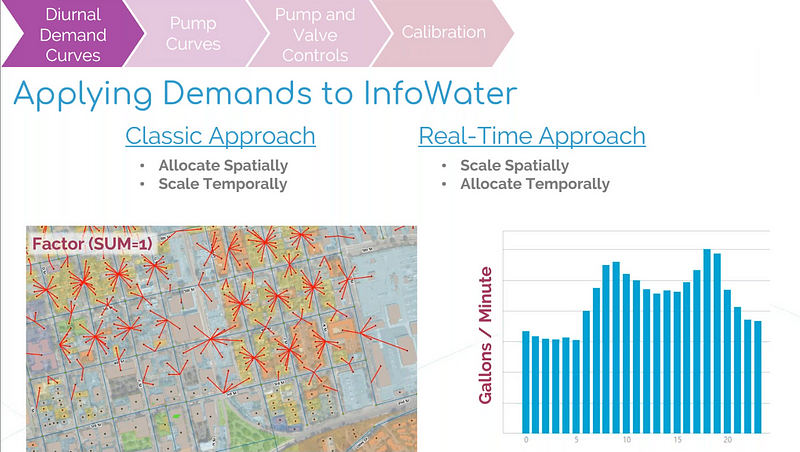 Diurnal
Demand
Curves
Pump
Curves
Pump and
Valve
Controls
Calibration
Applying Demands to InfoWater
Classic Approach
• Allocate Spatially
• Scale Temporally
Real-Time Approach
• Scale Spatially
• Allocate Temporally
Factor (SUM=1)
Gallons / Minute
0 5 10 15 20